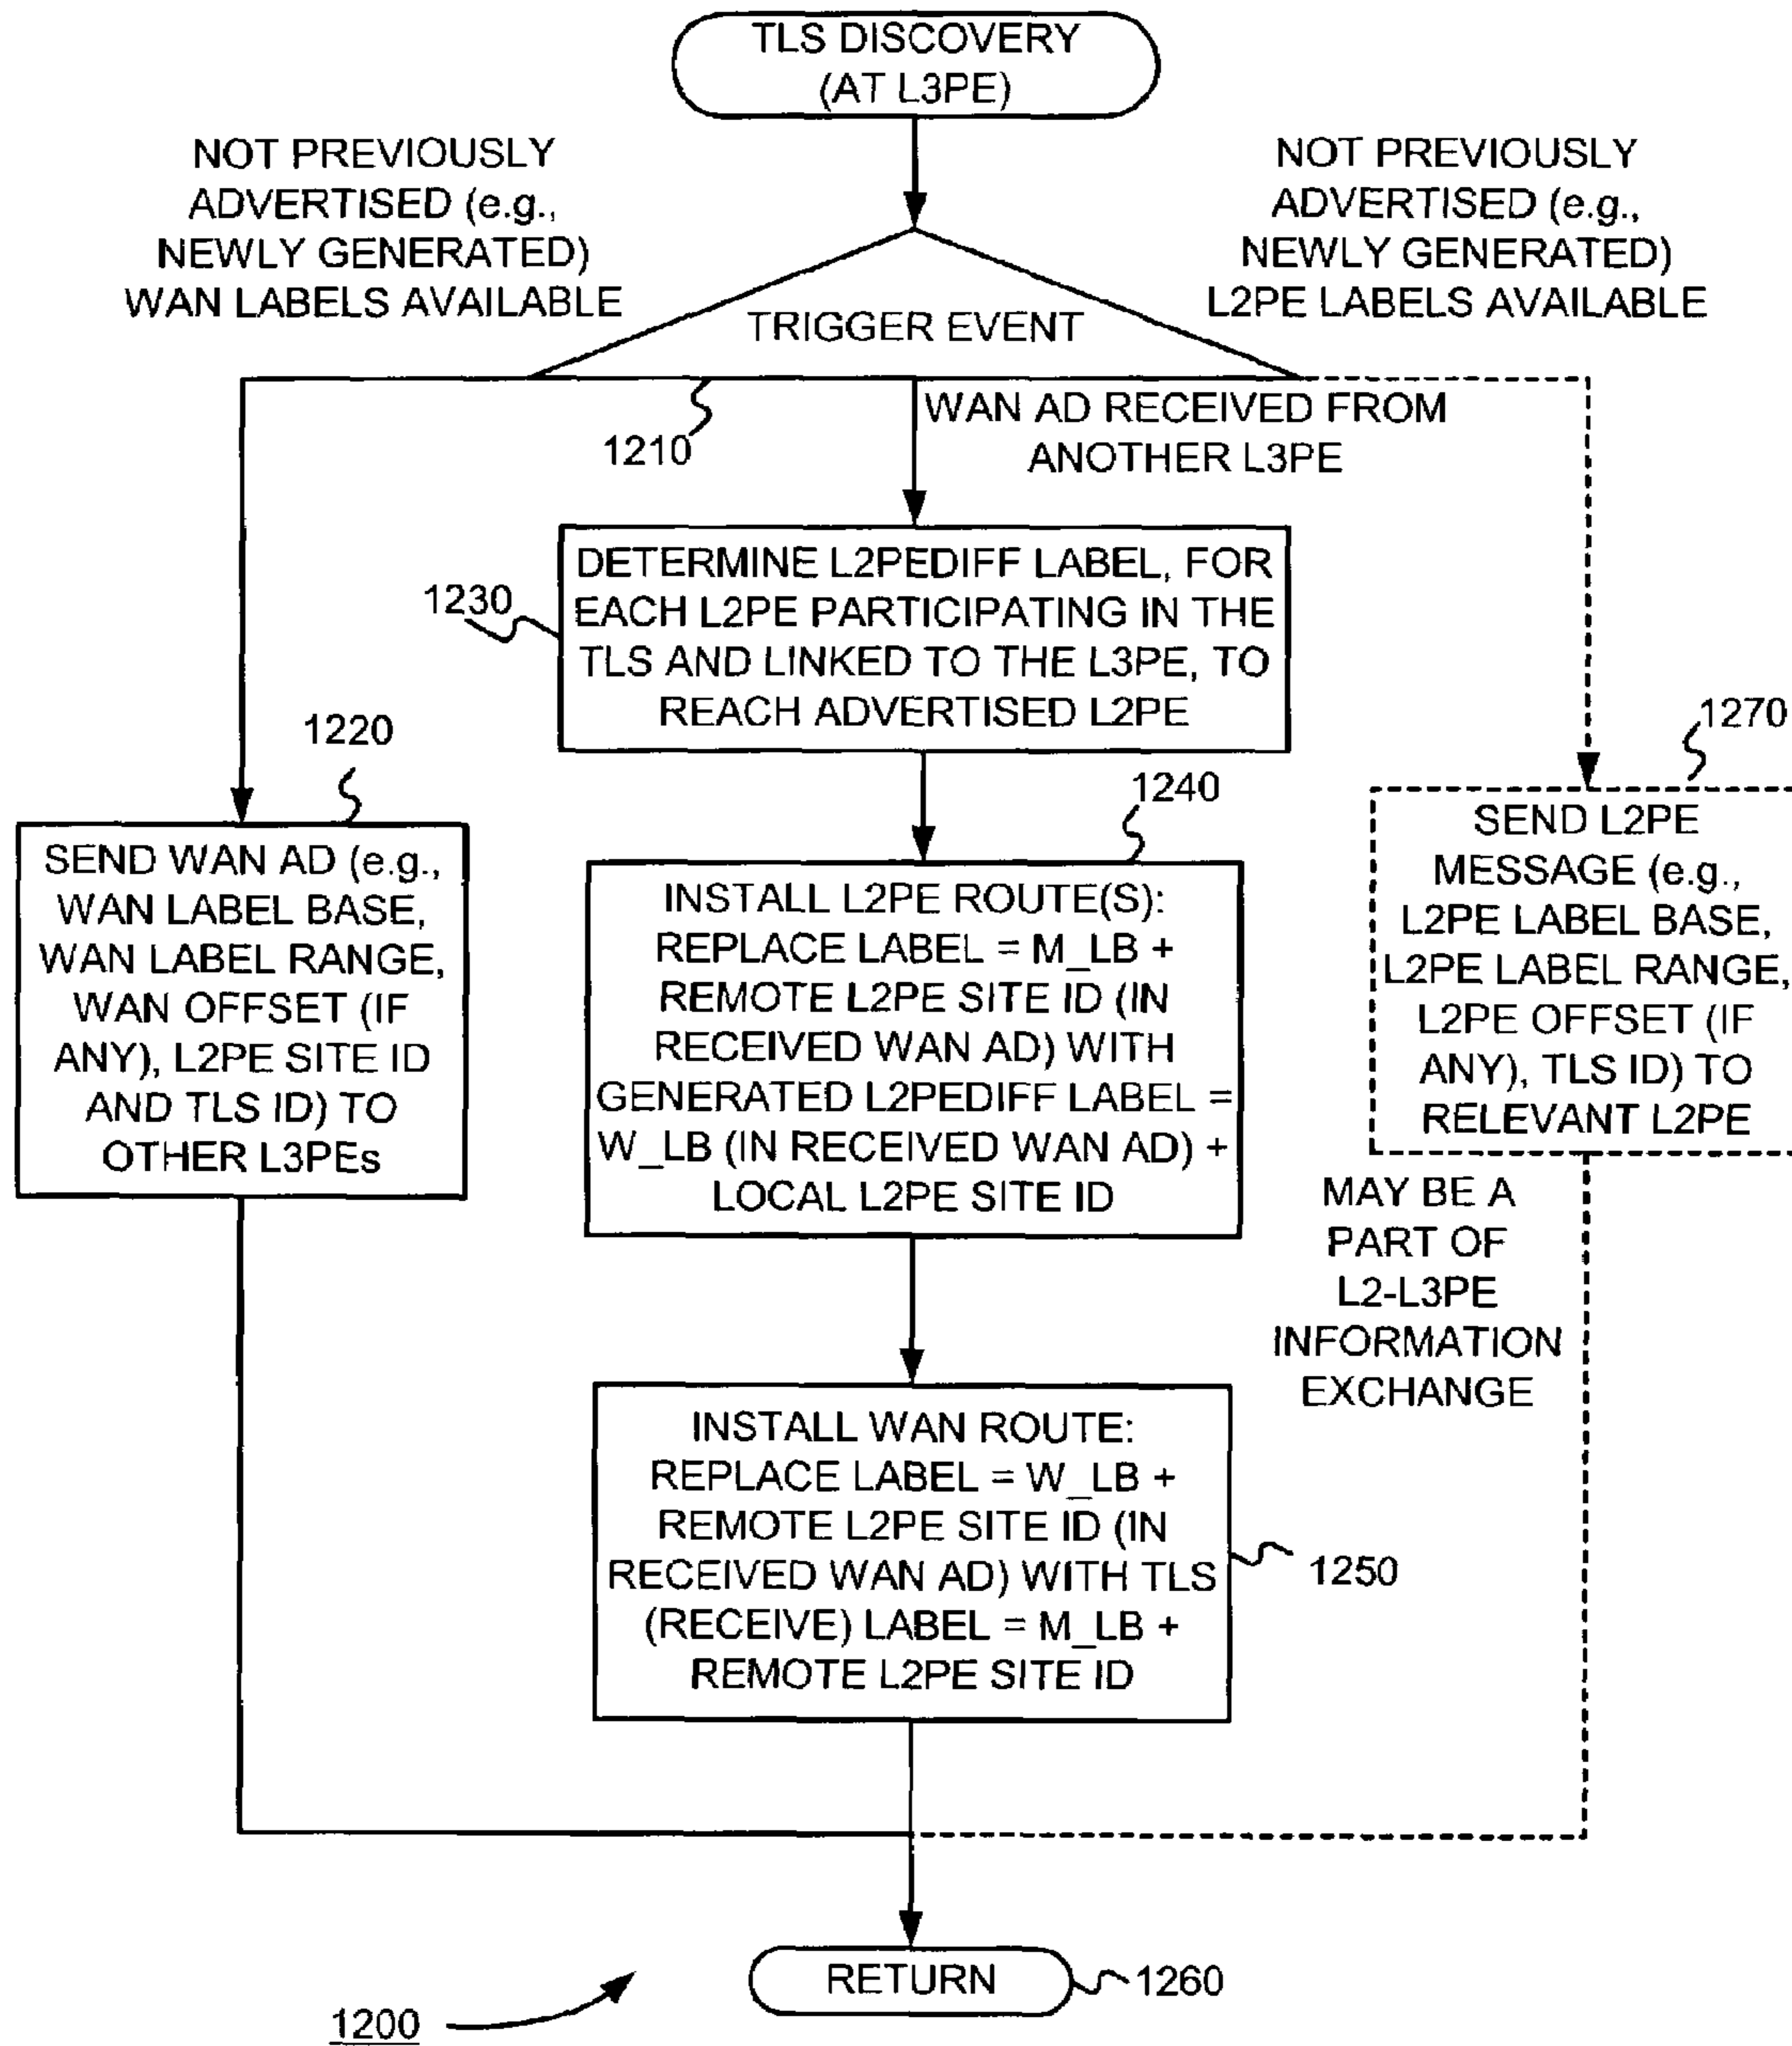 TLS DISCOVERY
(AT L3PE)
NOT PREVIOUSLY
ADVERTISED (e.g.,
NEWLY GENERATED)
WAN LABELS AVAILABLE
NOT PREVIOUSLY
ADVERTISED (e.g.,
NEWLY GENERATED)
L2PE LABELS AVAILABLE
TRIGGER EVENT
1210
WAN AD RECEIVED FROM
ANOTHER L3PE
1230
DETERMINE L2PEDIFF LABEL, FOR
EACH L2PE PARTICIPATING IN THE
TLS AND LINKED TO THE L3PE, TO
REACH ADVERTISED L2PE
1220
SEND WAN AD (e.g.,
WAN LABEL BASE,
WAN LABEL RANGE,
WAN OFFSET (IF
ANY), L2PE SITE ID
AND TLS ID) TO
OTHER L3PEs
1240
INSTALL L2PE ROUTE(S):
REPLACE LABEL = M_LB +
REMOTE L2PE SITE ID (IN
RECEIVED WAN AD) WITH
GENERATED L2PEDIFF LABEL =
W_LB (IN RECEIVED WAN AD) +
LOCAL L2PE SITE ID
1270
SEND L2PE
MESSAGE (e.g.,
L2PE LABEL BASE,
L2PE LABEL RANGE,
L2PE OFFSET (IF
ANY), TLS ID) TO
RELEVANT L2PE
MAY BE A
PART OF
L2-L3PE
INFORMATION
EXCHANGE
INSTALL WAN ROUTE:
REPLACE LABEL = W_LB +
REMOTE L2PE SITE ID (IN
RECEIVED WAN AD) WITH TLS
(RECEIVE) LABEL = M_LB +
REMOTE L2PE SITE ID
1250
RETURN
1260
1200